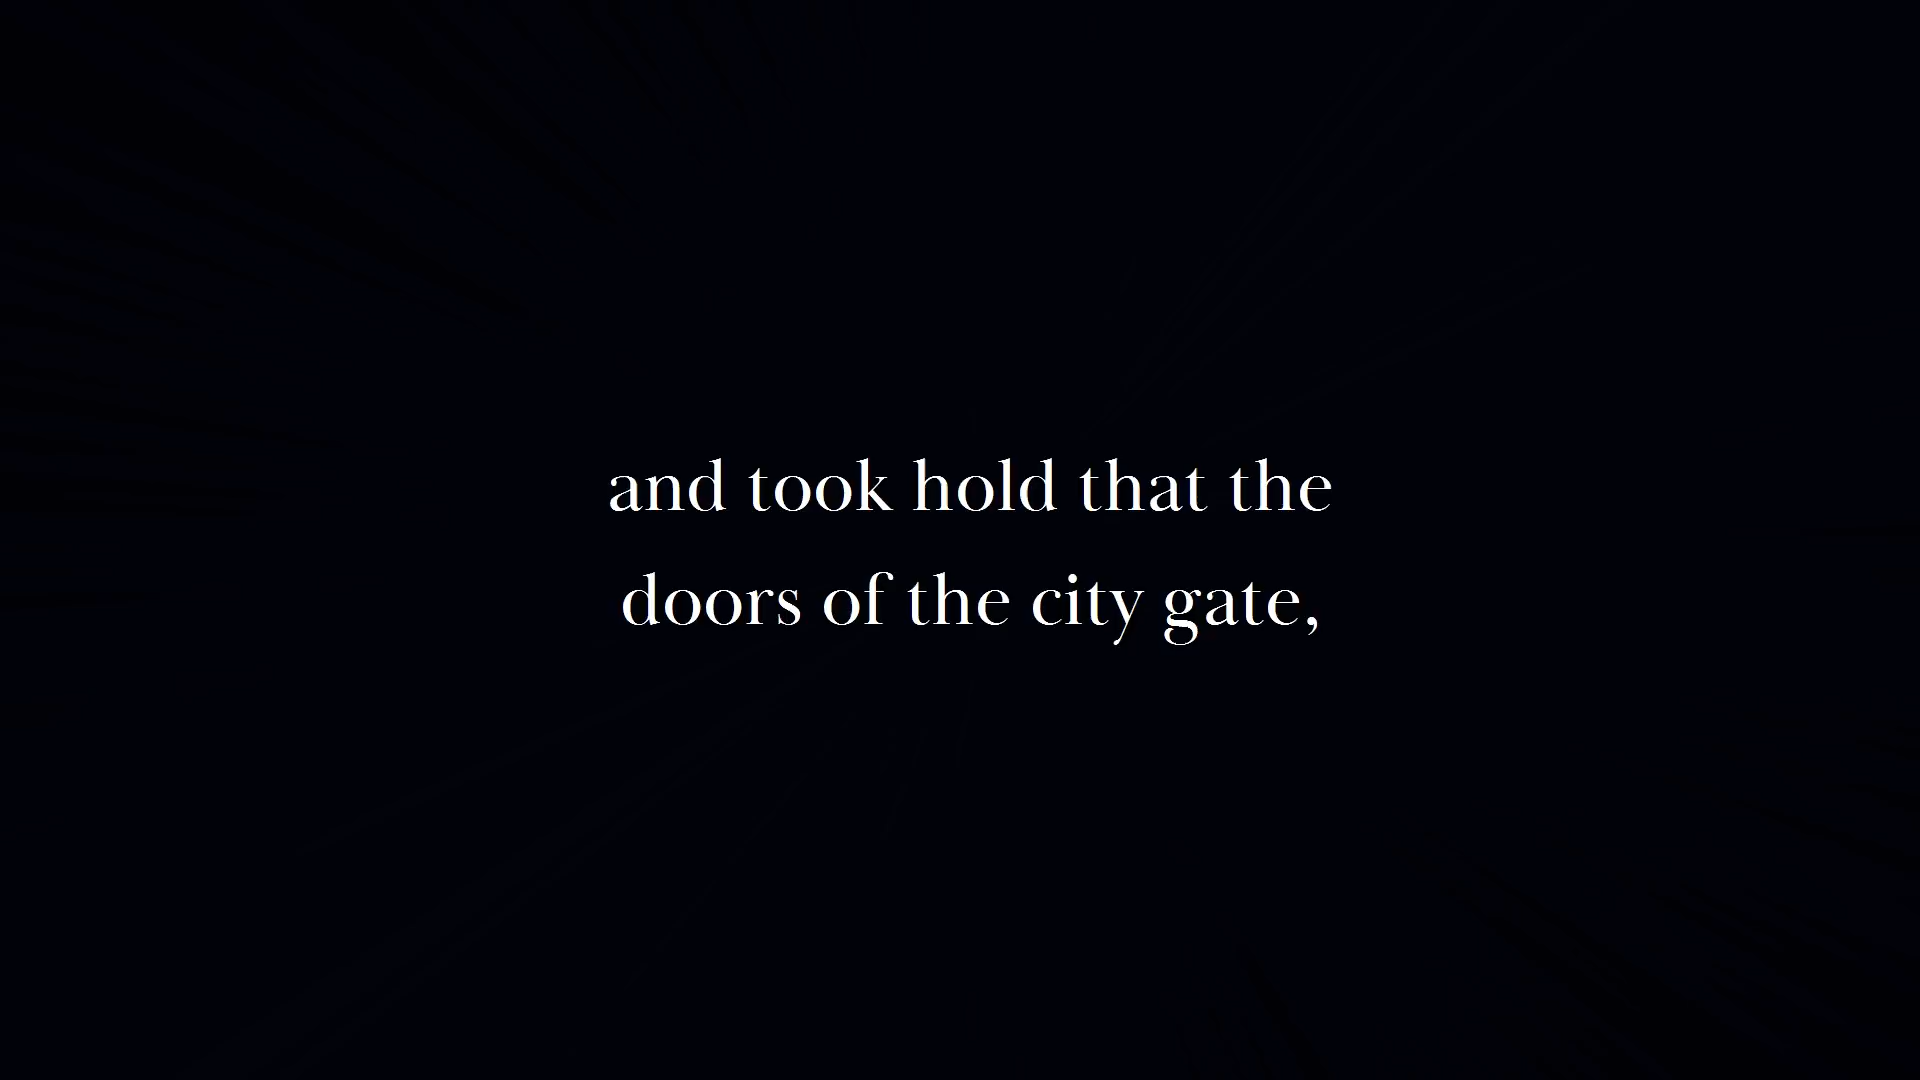 and took hold that the
doors of the city gate,